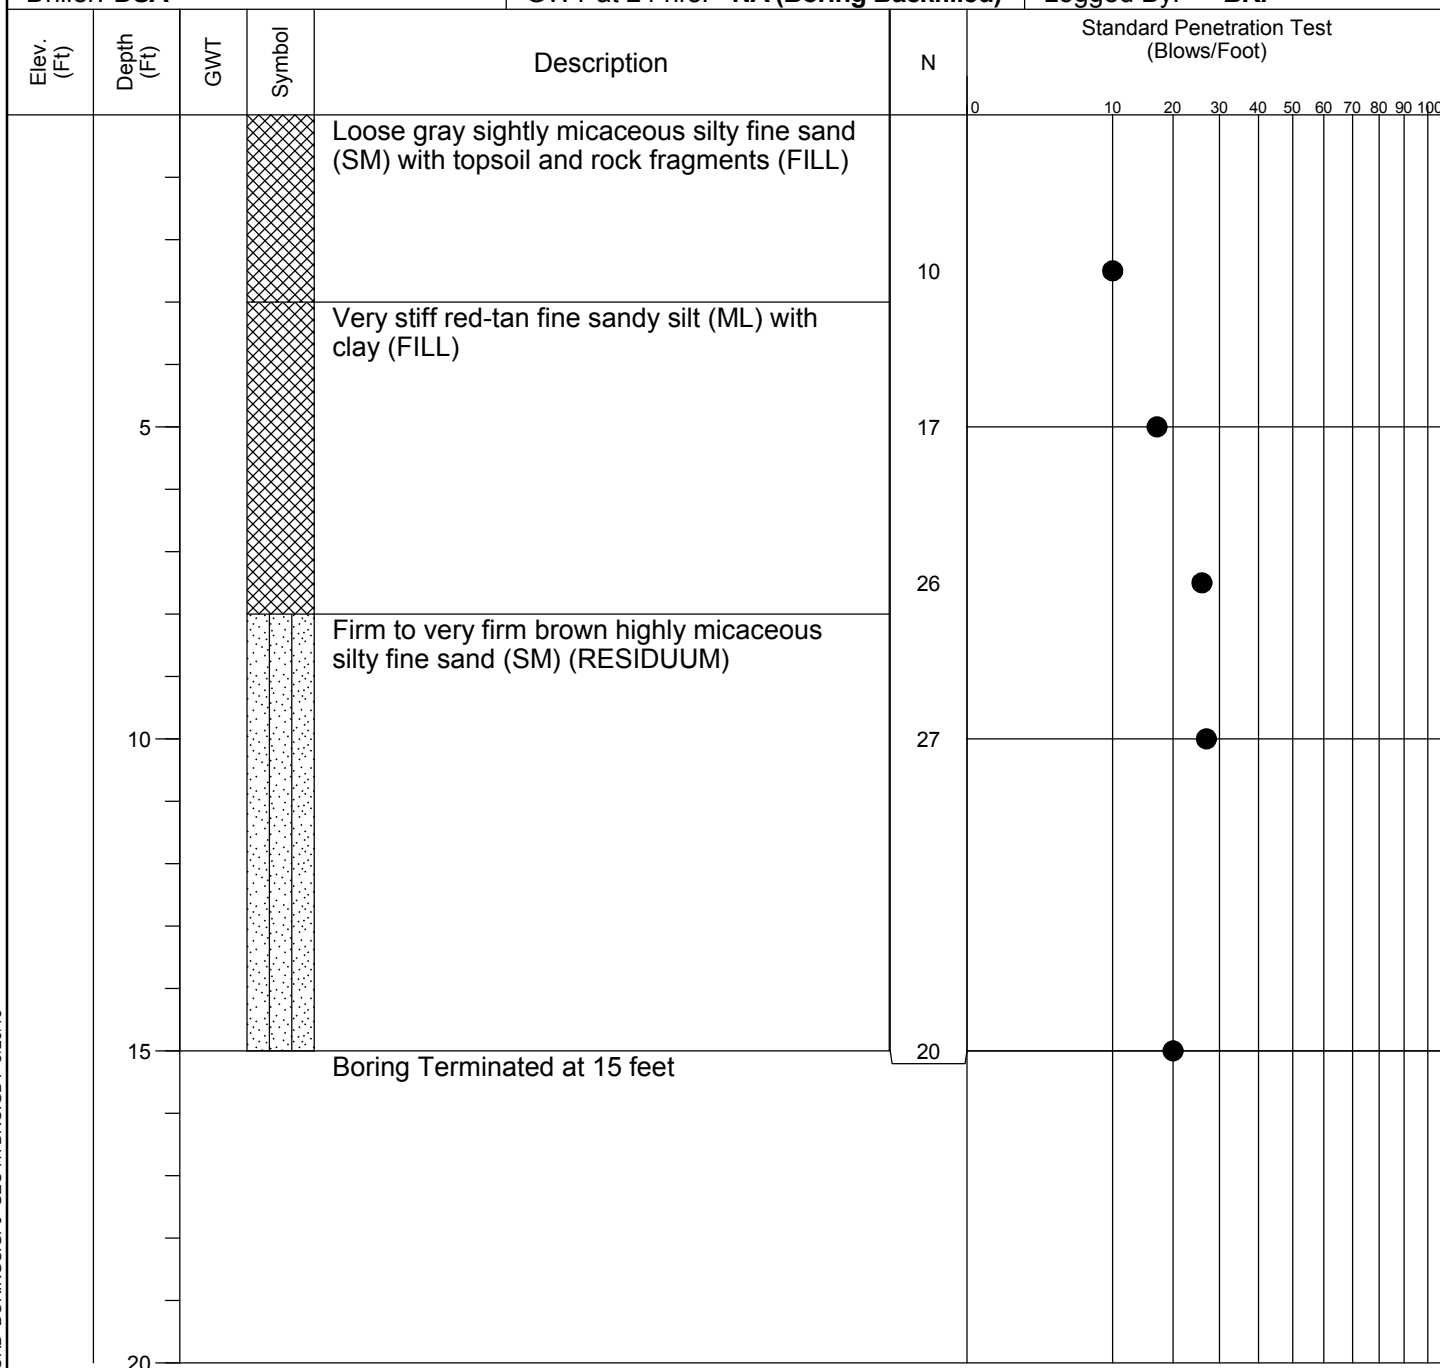 Standard Penetration Test
(Blows/Foot)
Elev.
(Ft)
Depth
(Ft)
GWT
Symbol
Description
N
0 10 20 30 40 50 60 70 80 90 100
Loose gray sightly micaceous silty fine sand
(SM) with topsoil and rock fragments (FILL)
10
Very stiff red-tan fine sandy silt (ML) with
clay (FILL)
5
17
26
Firm to very firm brown highly micaceous
silty fine sand (SM) (RESIDUUM)
10
27
15
20
Boring Terminated at 15 feet
20